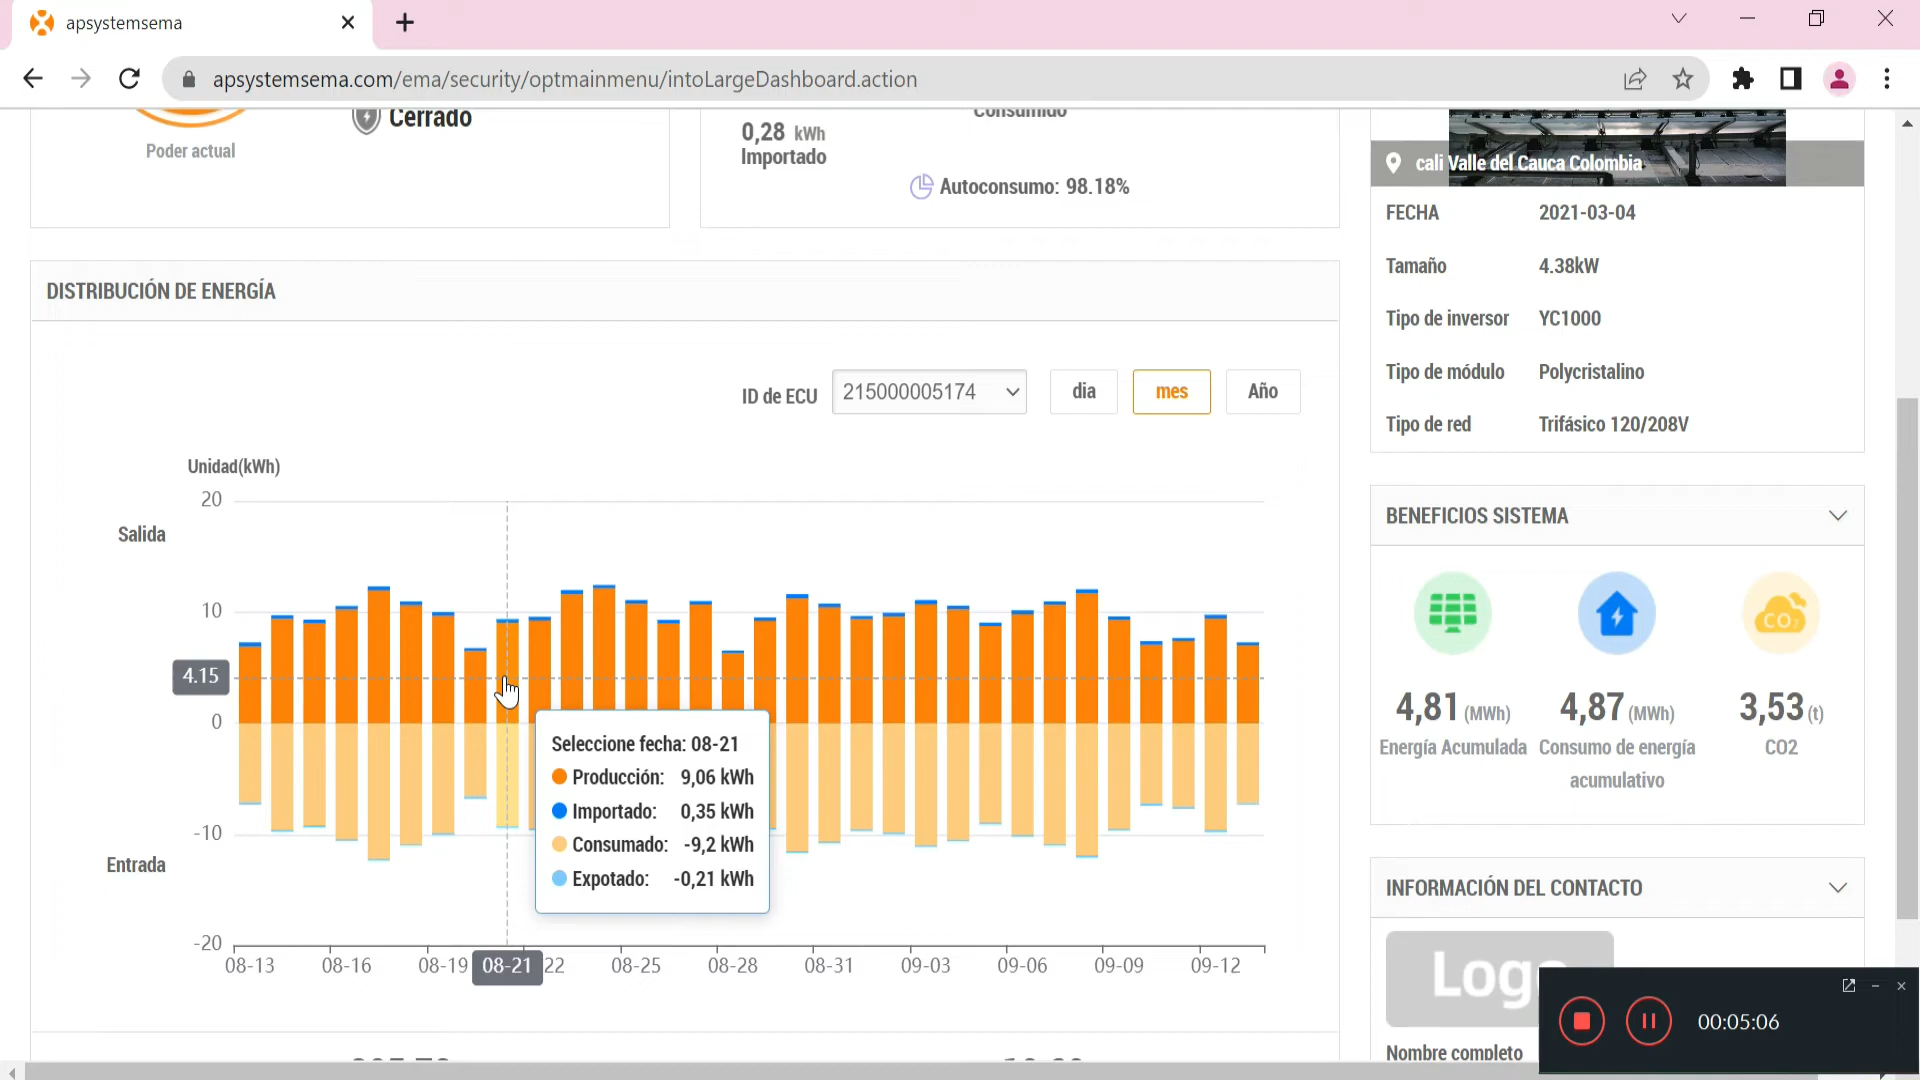 apsystemsema
apsystemsema.com/ema/security/optmainmenu/intoLargeDashboard.action
Poder actual
Cerrado
0,28 kWh
Importado
Consumido
Autoconsumo: 98.18%
cali Valle del Cauca Colombia
FECHA 2021-03-04
Tamaño 4.38kW
Tipo de inversor YC1000
Tipo de módulo Polycristalino
Tipo de red Trifásico 120/208V
DISTRIBUCIÓN DE ENERGÍA
ID de ECU 215000005174 dia mes Año
Unidad(kWh)
20
Salida
10
4.15
0
-10
Entrada
-20
08-13 08-16 08-19 08-21 22 08-25 08-28 08-31 09-03 09-06 09-09 09-12
Seleccione fecha: 08-21
Producción: 9,06 kWh
Importado: 0,35 kWh
Consumado: -9,2 kWh
Expotado: -0,21 kWh
BENEFICIOS SISTEMA
CO2
4,81 (MWh) 4,87 (MWh) 3,53 (t)
Energía Acumulada Consumo de energía acumulativo CO2
INFORMACIÓN DEL CONTACTO
Nombre completo
00:05:06